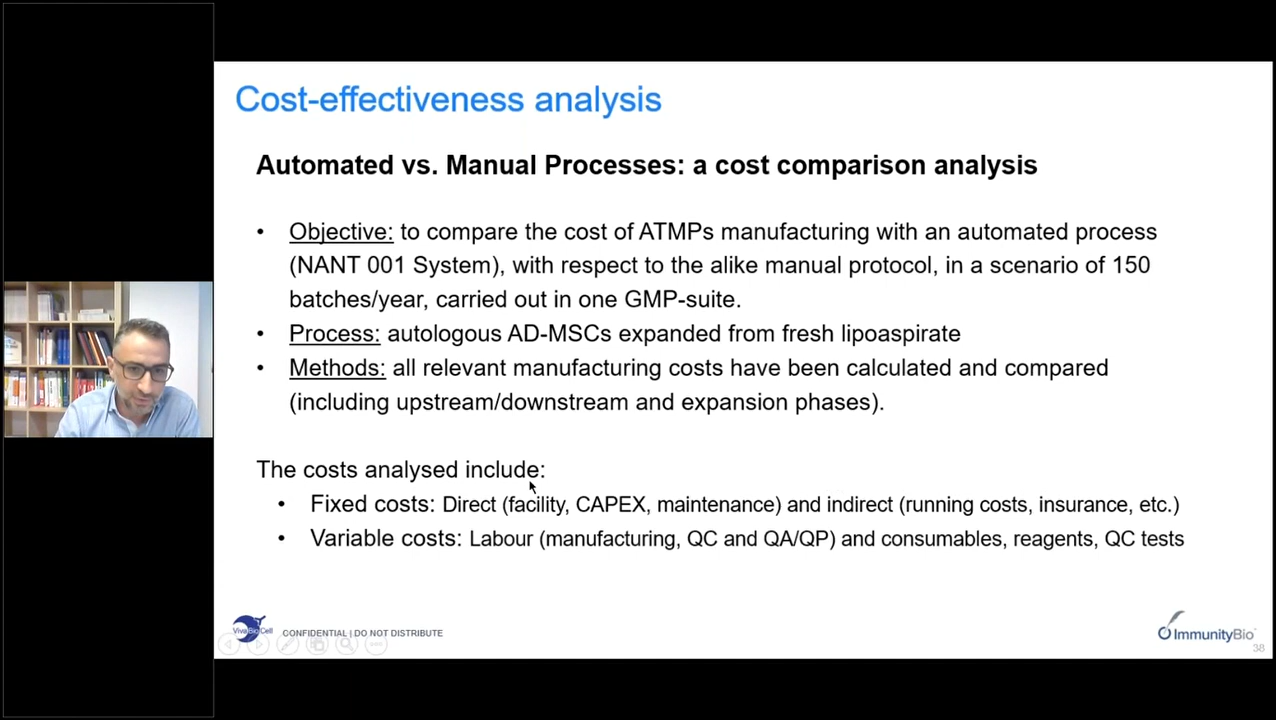 Cost-effectiveness analysis
Automated vs. Manual Processes: a cost comparison analysis
• Objective: to compare the cost of ATMPs manufacturing with an automated process
(NANT 001 System), with respect to the alike manual protocol, in a scenario of 150
batches/year, carried out in one GMP-suite.
• Process: autologous AD-MSCs expanded from fresh lipoaspirate
• Methods: all relevant manufacturing costs have been calculated and compared
(including upstream/downstream and expansion phases).
The costs analysed include:
• Fixed costs: Direct (facility, CAPEX, maintenance) and indirect (running costs, insurance, etc.)
• Variable costs: Labour (manufacturing, QC and QA/QP) and consumables, reagents, QC tests
VivaBioCell
CONFIDENTIAL | DO NOT DISTRIBUTE
ImmunityBio
38